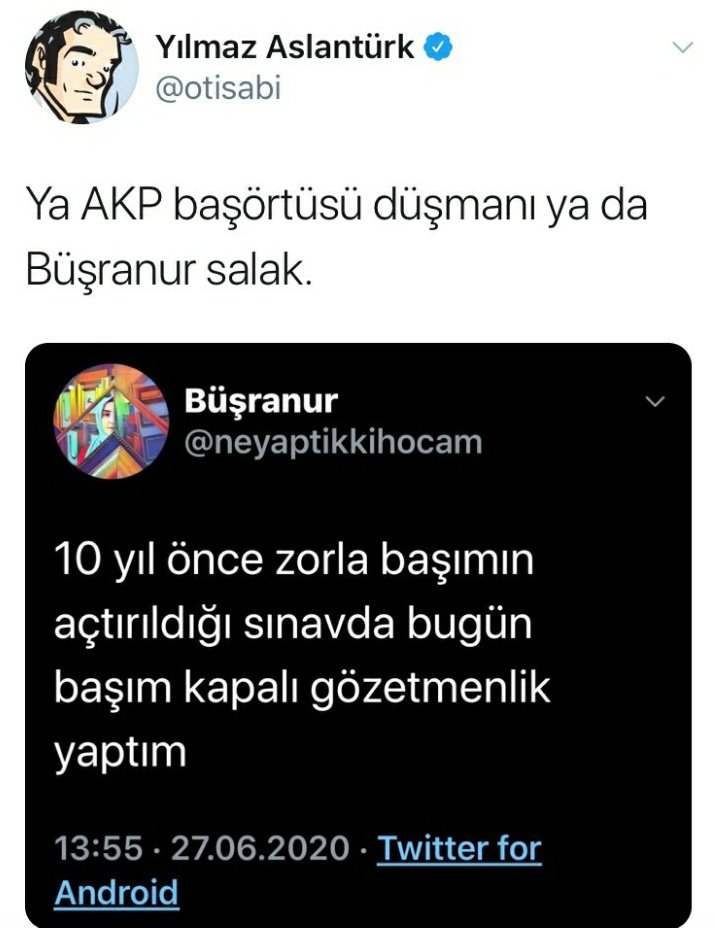 Yılmaz Aslantürk
@otisabi
Ya AKP başörtüsü düşmanı ya da
Büşranur salak.
Büşranur
@neyaptikkihocam
10 yıl önce zorla başımın
açtırıldığı sınavda bugün
başım kapalı gözetmenlik
yaptım
13:55 · 27.06.2020 · Twitter for
Android